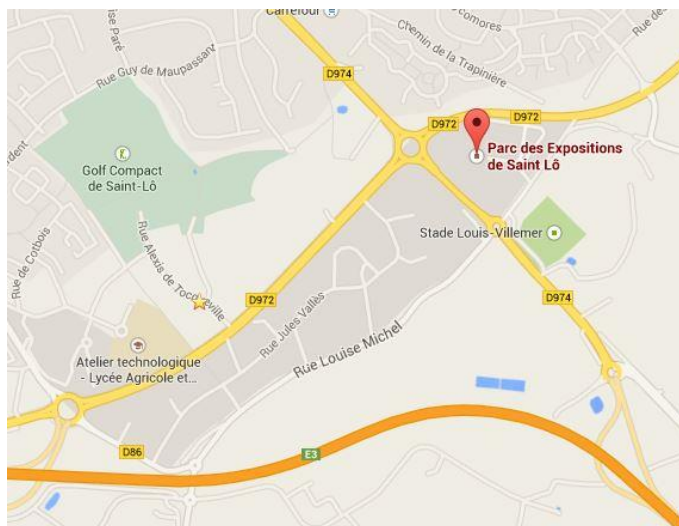 Carrefour
Comores
Chemin de la Trapinière
Rue Guy de Maupassant
D974
D972
D972
Parc des Expositions
de Saint Lô
Golf Compact
de Saint-Lô
Stade Louis-Villemer
Rue de Cotbois
Rue Alexis de Tocqueville
D972
D974
Rue Jules Vallès
Rue Louise Michel
Atelier technologique
- Lycée Agricole et...
D86
E3